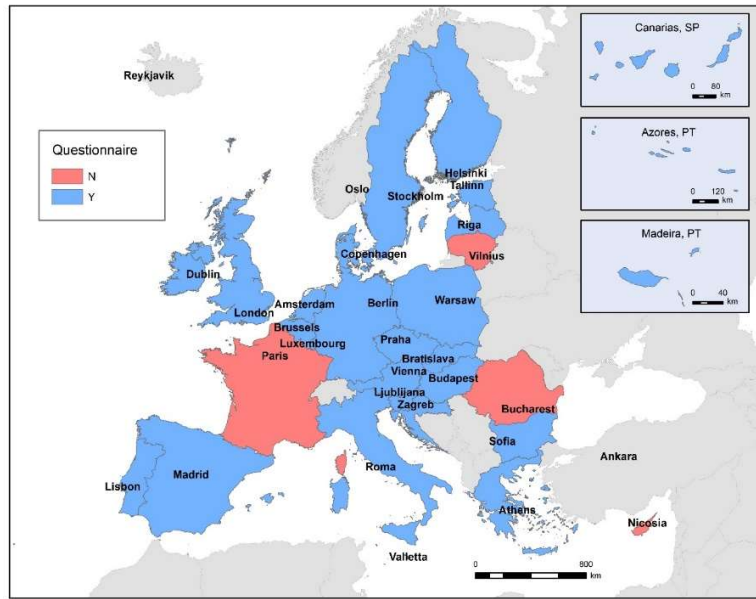 Canarias, SP
0 80
km
Reykjavik
Azores, PT
0 120
km
Questionnaire
N
Y
Helsinki
Tallinn
Oslo
Stockholm
Riga
Madeira, PT
0 40
km
Copenhagen
Vilnius
Dublin
Amsterdam
Berlin
Warsaw
London
Brussels
Luxembourg
Praha
Paris
Bratislava
Vienna
Budapest
Ljublijana
Zagreb
Bucharest
Sofia
Roma
Ankara
Madrid
Lisbon
Athens
Nicosia
Valletta
0 800
km